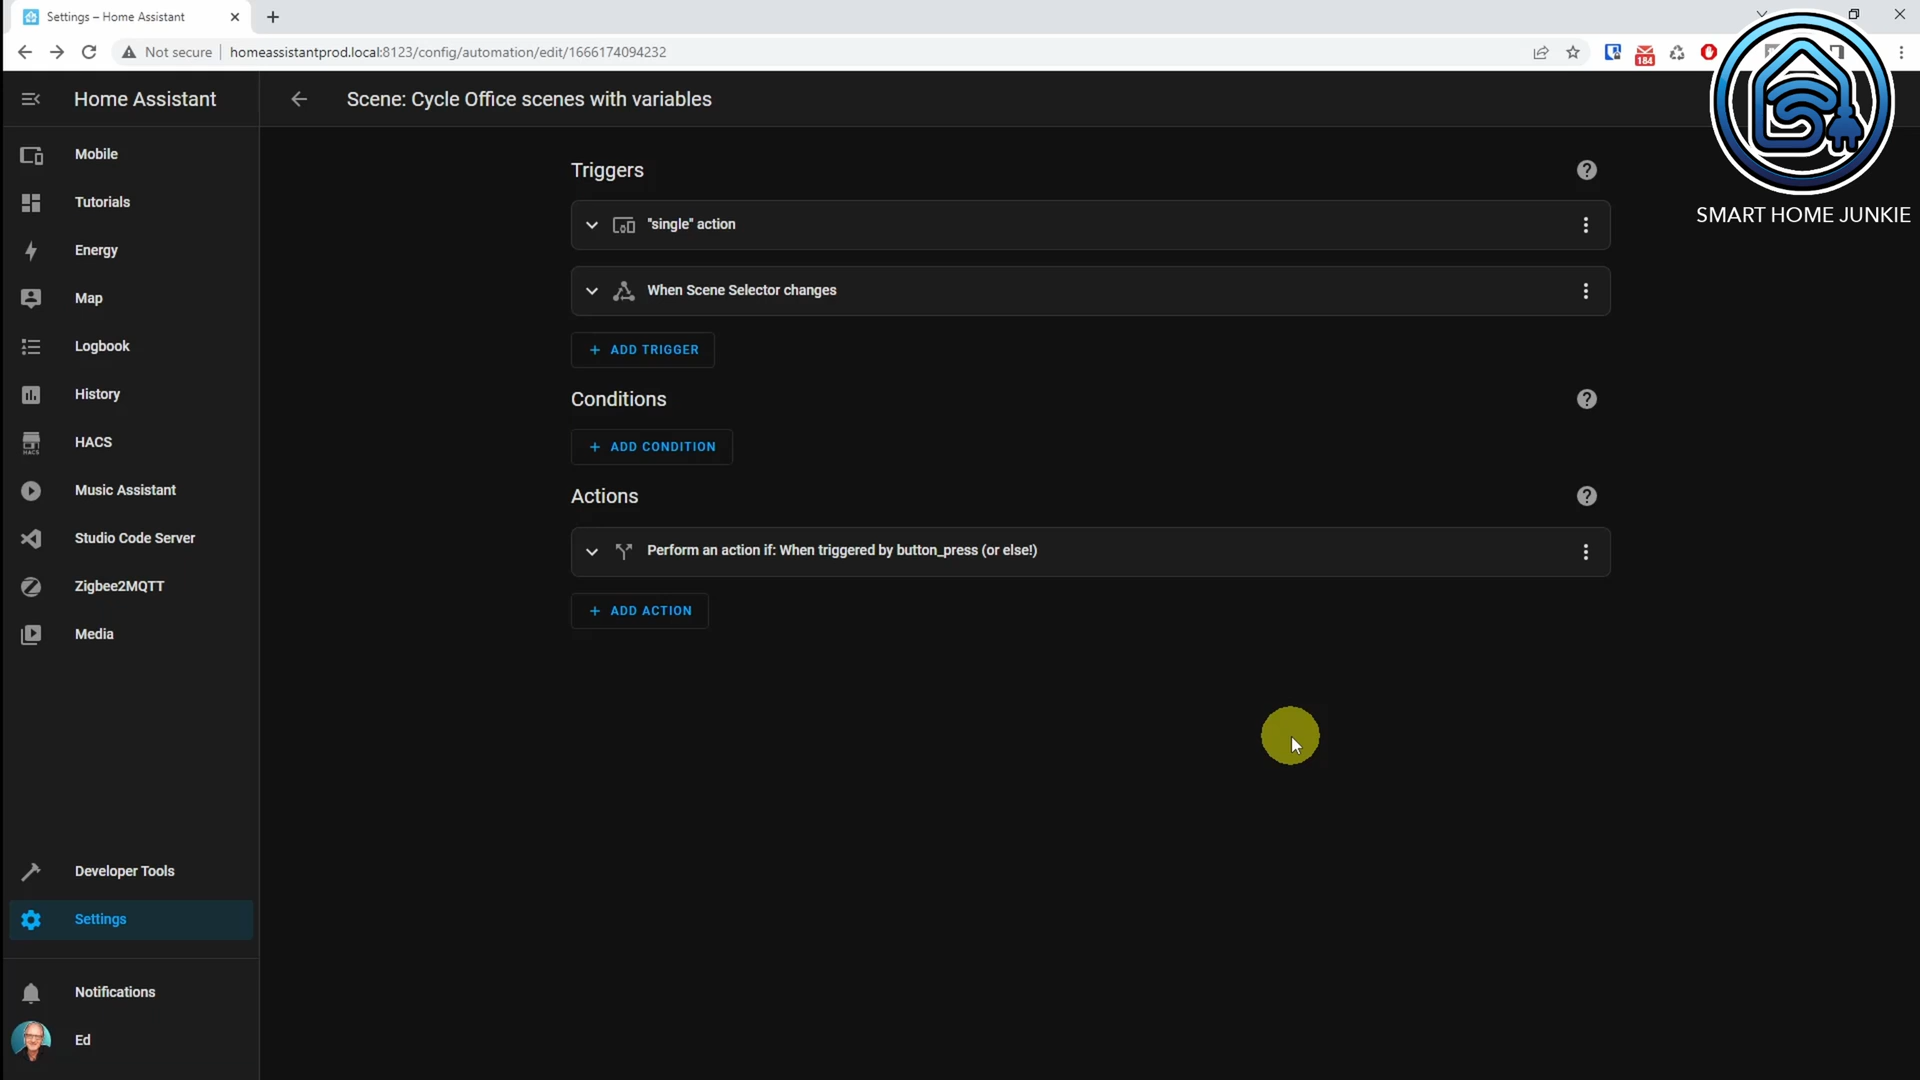 Settings – Home Assistant
Not secure
homeassistantprod.local:8123/config/automation/edit/1666174094232
184
Home Assistant
Scene: Cycle Office scenes with variables
SMART HOME JUNKIE
Mobile
Tutorials
Energy
Map
Logbook
History
HACS
HACS
Music Assistant
Studio Code Server
Zigbee2MQTT
Media
Developer Tools
Settings
Notifications
Ed
Triggers
"single" action
When Scene Selector changes
+ ADD TRIGGER
Conditions
+ ADD CONDITION
Actions
Perform an action if: When triggered by button_press (or else!)
+ ADD ACTION